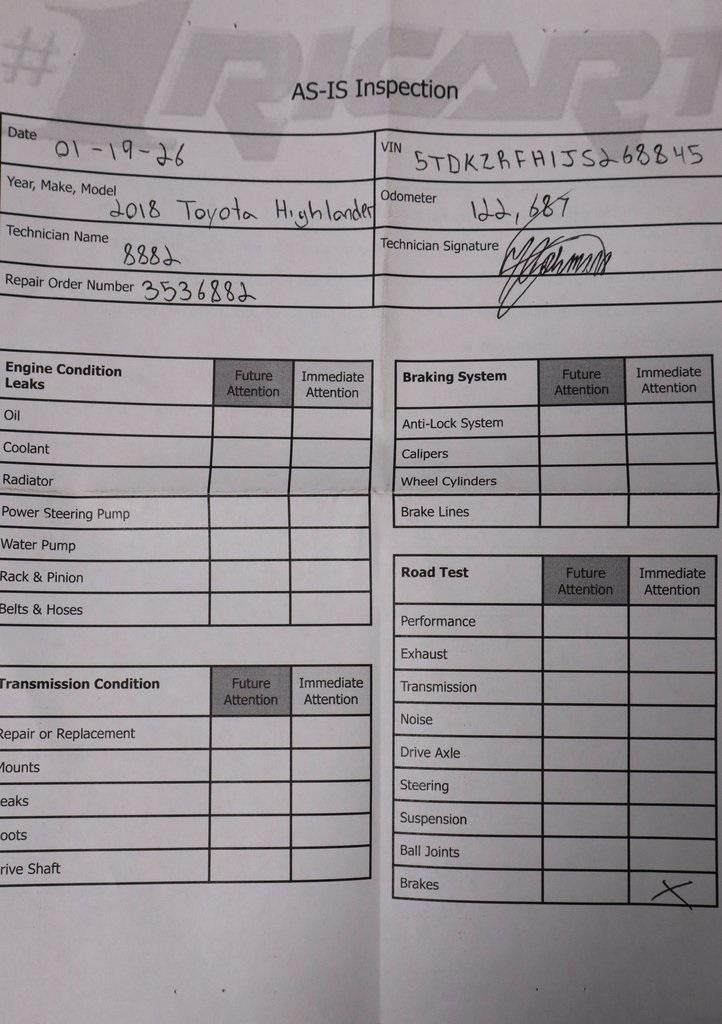 #1 RICART
AS-IS Inspection
Date 01-19-26
VIN 5TDKZRFH1JS268845
Year, Make, Model 2018 Toyota Highlander
Odometer 122,687
Technician Name 8882
Technician Signature
Repair Order Number 3536882
Engine Condition Leaks Future Attention Immediate Attention
Oil
Coolant
Radiator
Power Steering Pump
Water Pump
Rack & Pinion
Belts & Hoses
Braking System Future Attention Immediate Attention
Anti-Lock System
Calipers
Wheel Cylinders
Brake Lines
Transmission Condition Future Attention Immediate Attention
Repair or Replacement
Mounts
eaks
oots
rive Shaft
Road Test Future Attention Immediate Attention
Performance
Exhaust
Transmission
Noise
Drive Axle
Steering
Suspension
Ball Joints
Brakes X